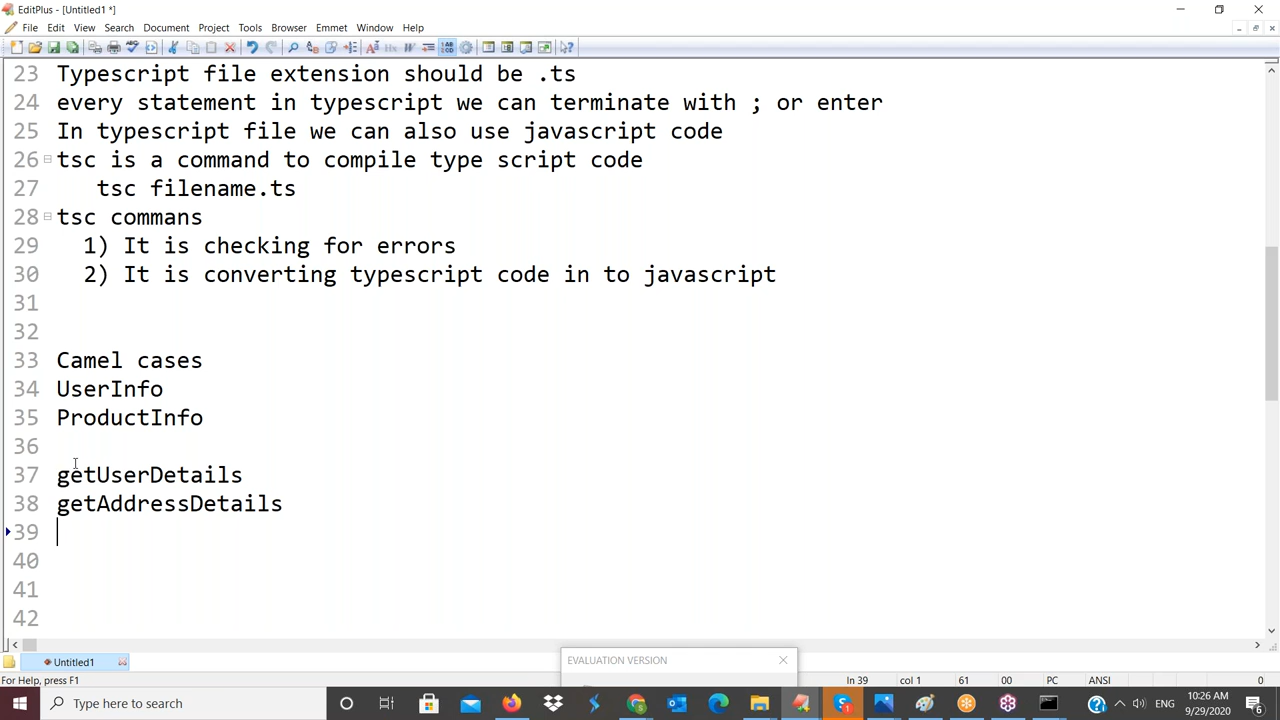 EditPlus - [Untitled1 *]
File Edit View Search Document Project Tools Browser Emmet Window Help
23 Typescript file extension should be .ts
24 every statement in typescript we can terminate with ; or enter
25 In typescript file we can also use javascript code
26 tsc is a command to compile type script code
27 tsc filename.ts
28 tsc commans
29 1) It is checking for errors
30 2) It is converting typescript code in to javascript
31
32
33 Camel cases
34 UserInfo
35 ProductInfo
36
37 getUserDetails
38 getAddressDetails
39
40
41
42
Untitled1
EVALUATION VERSION
For Help, press F1 ln 39 col 1 61 00 PC ANSI 0
Type here to search
ENG
10:26 AM
9/29/2020
6